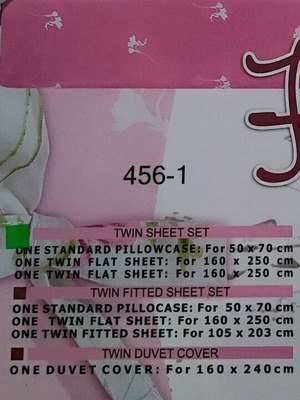 456-1
TWIN SHEET SET
ONE STANDARD PILLOWCASE: For 50 x 70 cm
ONE TWIN FLAT SHEET: For 160 x 250 cm
ONE TWIN FLAT SHEET: For 160 x 250 cm
TWIN FITTED SHEET SET
ONE STANDARD PILLOCASE: For 50 x 70 cm
ONE TWIN FLAT SHEET: For 160 x 250 cm
ONE TWIN FITTED SHEET: For 105 x 203 cm
TWIN DUVET COVER
ONE DUVET COVER: For 160 x 240cm